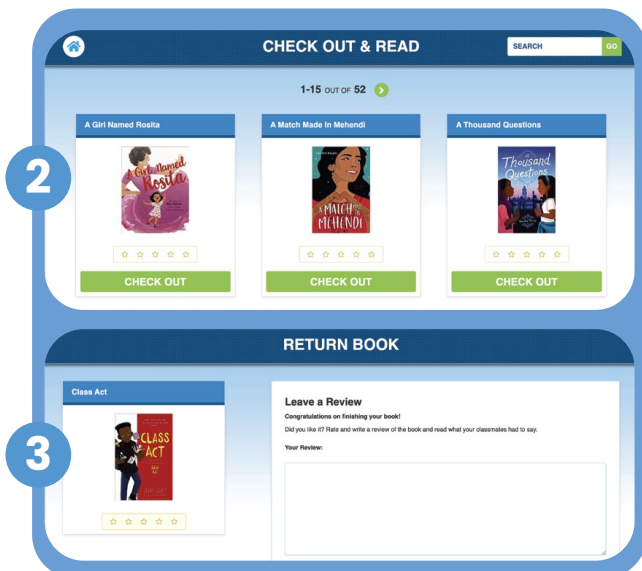 CHECK OUT & READ
SEARCH
GO
1-15 OUT OF 52
A Girl Named Rosita
A Match Made In Mehendi
A Thousand Questions
A Girl Named
Rosita
A MATCH MADE IN
MEHENDI
A
Thousand
Questions
CHECK OUT
CHECK OUT
CHECK OUT
2
RETURN BOOK
Class Act
CLASS
ACT
Leave a Review
Congratulations on finishing your book!
Did you like it? Rate and write a review of the book and read what your classmates had to say.
Your Review:
3